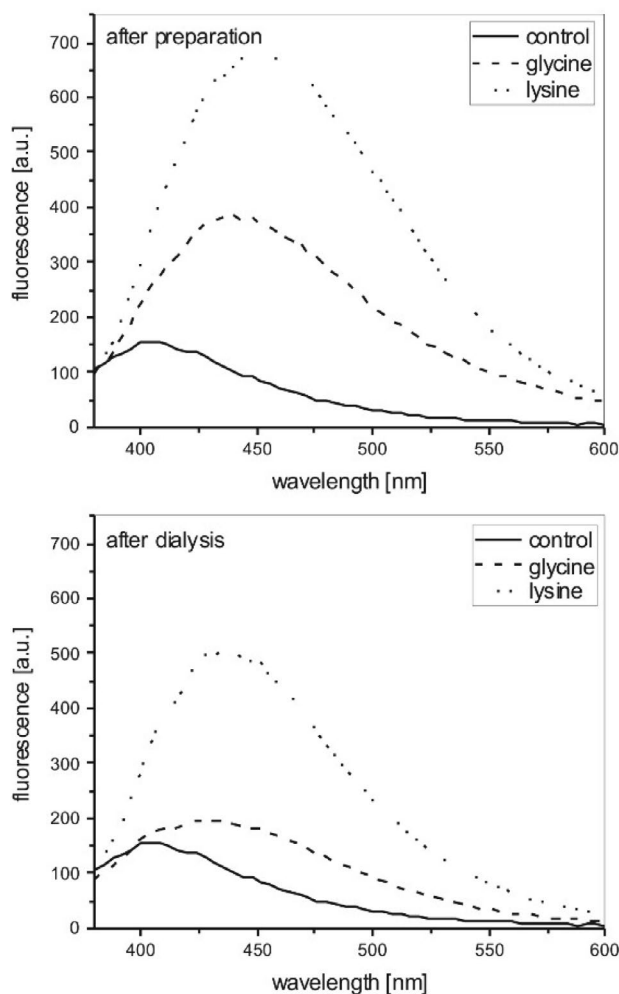 after preparation
control
glycine
lysine
fluorescence [a.u.]
700
600
500
400
300
200
100
0
400
450
500
550
600
wavelength [nm]
after dialysis
control
glycine
lysine
fluorescence [a.u.]
700
600
500
400
300
200
100
0
400
450
500
550
600
wavelength [nm]